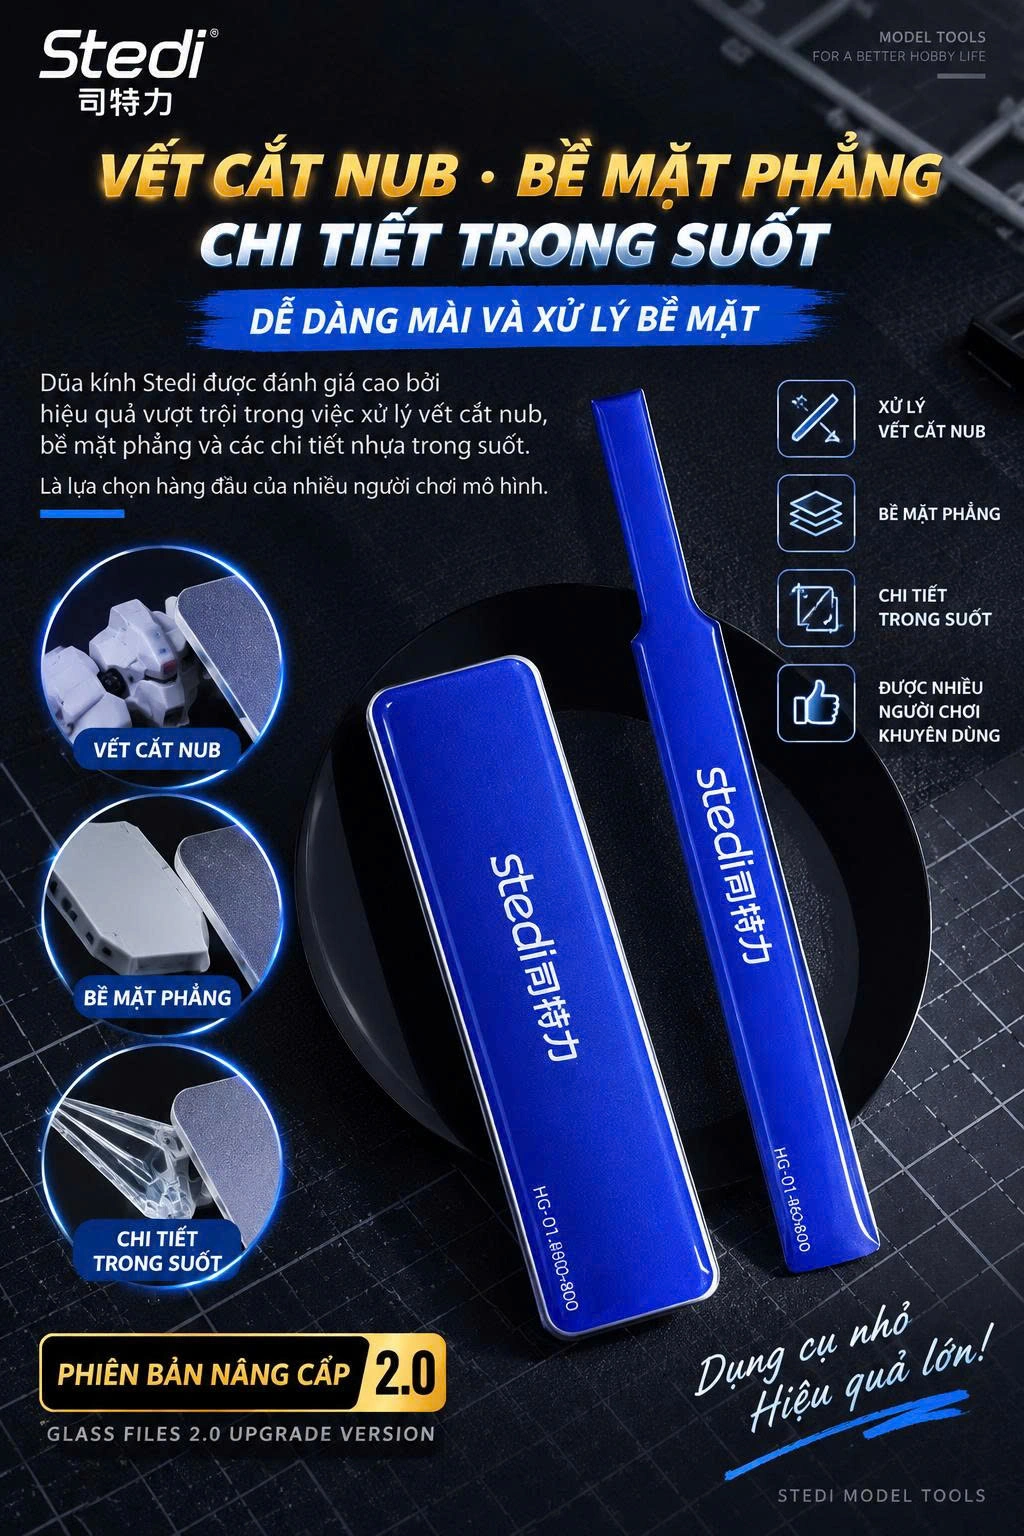 Stedi®
司特力
MODEL TOOLS
FOR A BETTER HOBBY LIFE
VẾT CẮT NUB • BỀ MẶT PHẲNG
CHI TIẾT TRONG SUỐT
DỄ DÀNG MÀI VÀ XỬ LÝ BỀ MẶT
Dũa kính Stedi được đánh giá cao bởi
hiệu quả vượt trội trong việc xử lý vết cắt nub,
bề mặt phẳng và các chi tiết nhựa trong suốt.
Là lựa chọn hàng đầu của nhiều người chơi mô hình.
XỬ LÝ
VẾT CẮT NUB
BỀ MẶT PHẲNG
CHI TIẾT
TRONG SUỐT
ĐƯỢC NHIỀU
NGƯỜI CHƠI
KHUYÊN DÙNG
VẾT CẮT NUB
BỀ MẶT PHẲNG
CHI TIẾT
TRONG SUỐT
stedi司特力
HG-01
stedi司特力
HG-01
PHIÊN BẢN NÂNG CẤP 2.0
GLASS FILES 2.0 UPGRADE VERSION
Dụng cụ nhỏ
Hiệu quả lớn!
STEDI MODEL TOOLS